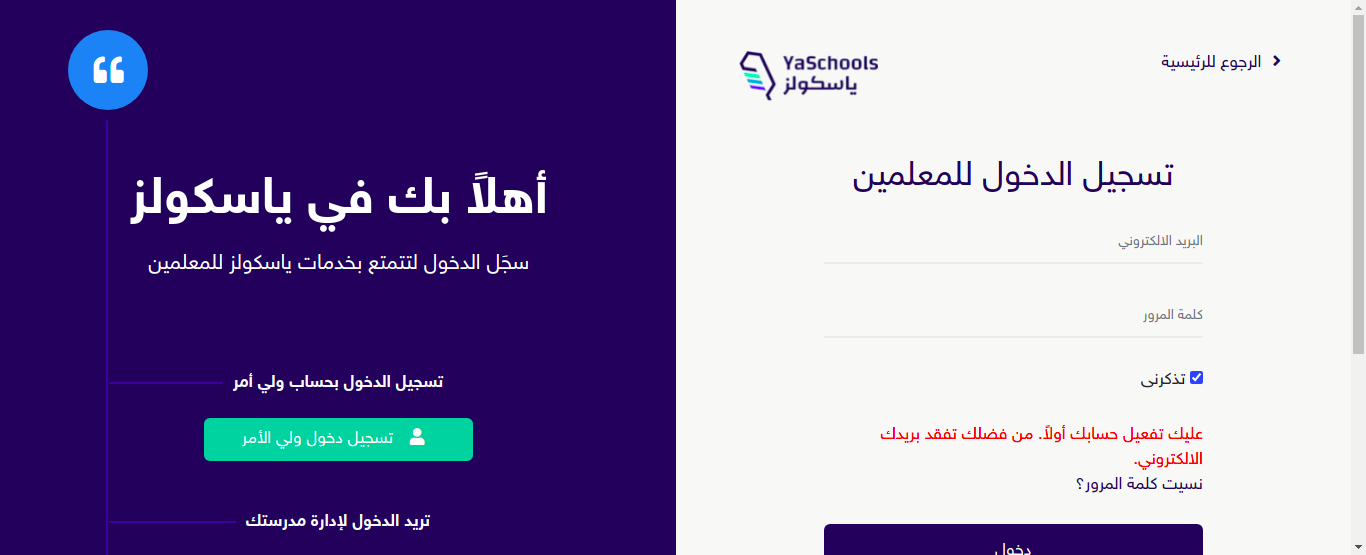 الرجوع للرئيسية
YaSchools
ياسكولز
تسجيل الدخول للمعلمين
البريد الالكتروني
كلمة المرور
تذكرنى
عليك تفعيل حسابك أولاً. من فضلك تفقد بريدك
الالكتروني.
نسيت كلمة المرور؟
دخول
أهلاً بك في ياسكولز
سجَل الدخول لتتمتع بخدمات ياسكولز للمعلمين
تسجيل الدخول بحساب ولي أمر
تسجيل دخول ولي الأمر
تريد الدخول لإدارة مدرستك